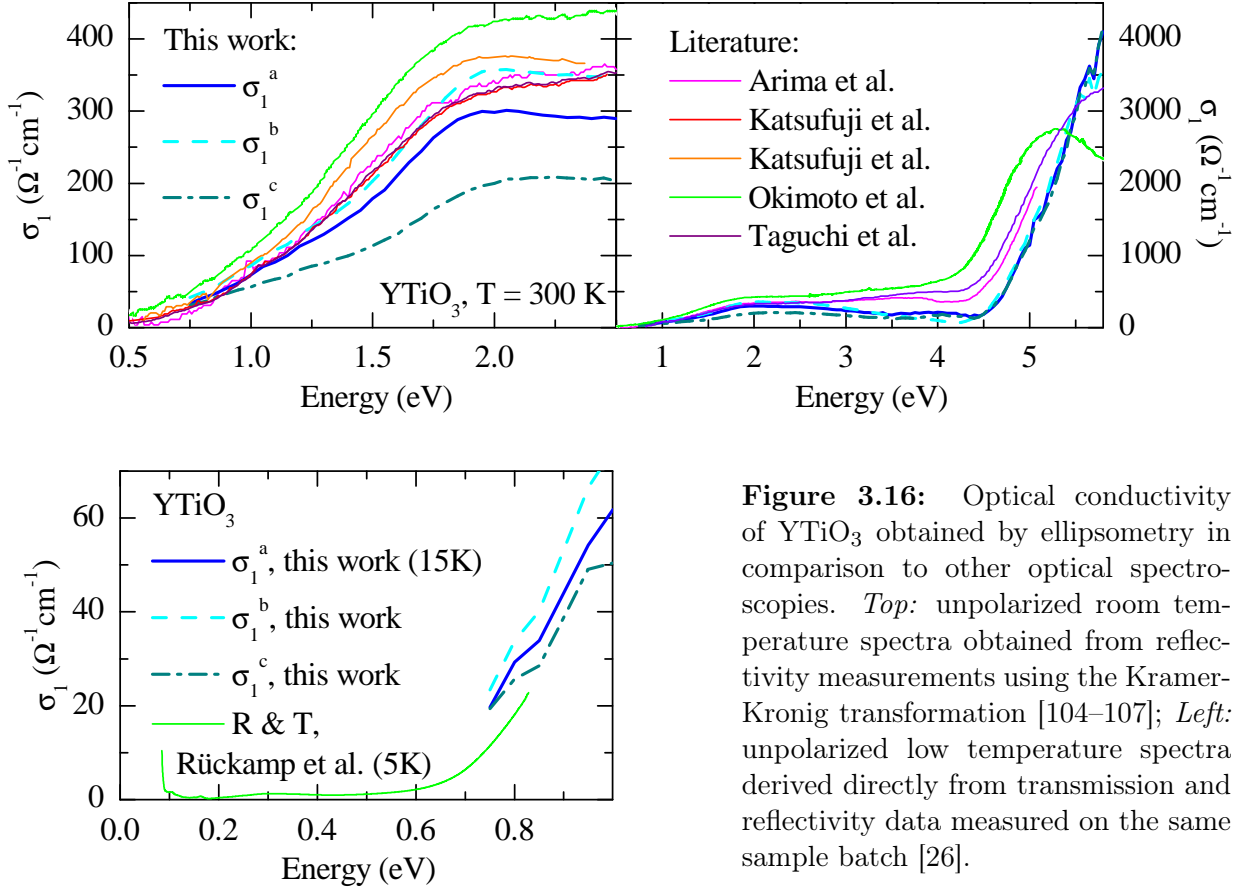 400
300
200
100
0
σ₁ (Ω⁻¹cm⁻¹)
This work:
σ₁ᵃ
σ₁ᵇ
σ₁ᶜ
YTiO₃, T = 300 K
0.5 1.0 1.5 2.0
Energy (eV)
Literature:
Arima et al.
Katsufuji et al.
Katsufuji et al.
Okimoto et al.
Taguchi et al.
4000
3000
2000
1000
0
σ₁ (Ω⁻¹cm⁻¹)
1 2 3 4 5
Energy (eV)
60
40
20
0
σ₁ (Ω⁻¹cm⁻¹)
YTiO₃
σ₁ᵃ, this work (15K)
σ₁ᵇ, this work
σ₁ᶜ, this work
R & T,
Rückamp et al. (5K)
0.0 0.2 0.4 0.6 0.8
Energy (eV)
Figure 3.16: Optical conductivity
of YTiO₃ obtained by ellipsometry in
comparison to other optical spectro-
scopies. Top: unpolarized room tem-
perature spectra obtained from reflec-
tivity measurements using the Kramer-
Kronig transformation [104–107]; Left:
unpolarized low temperature spectra
derived directly from transmission and
reflectivity data measured on the same
sample batch [26].